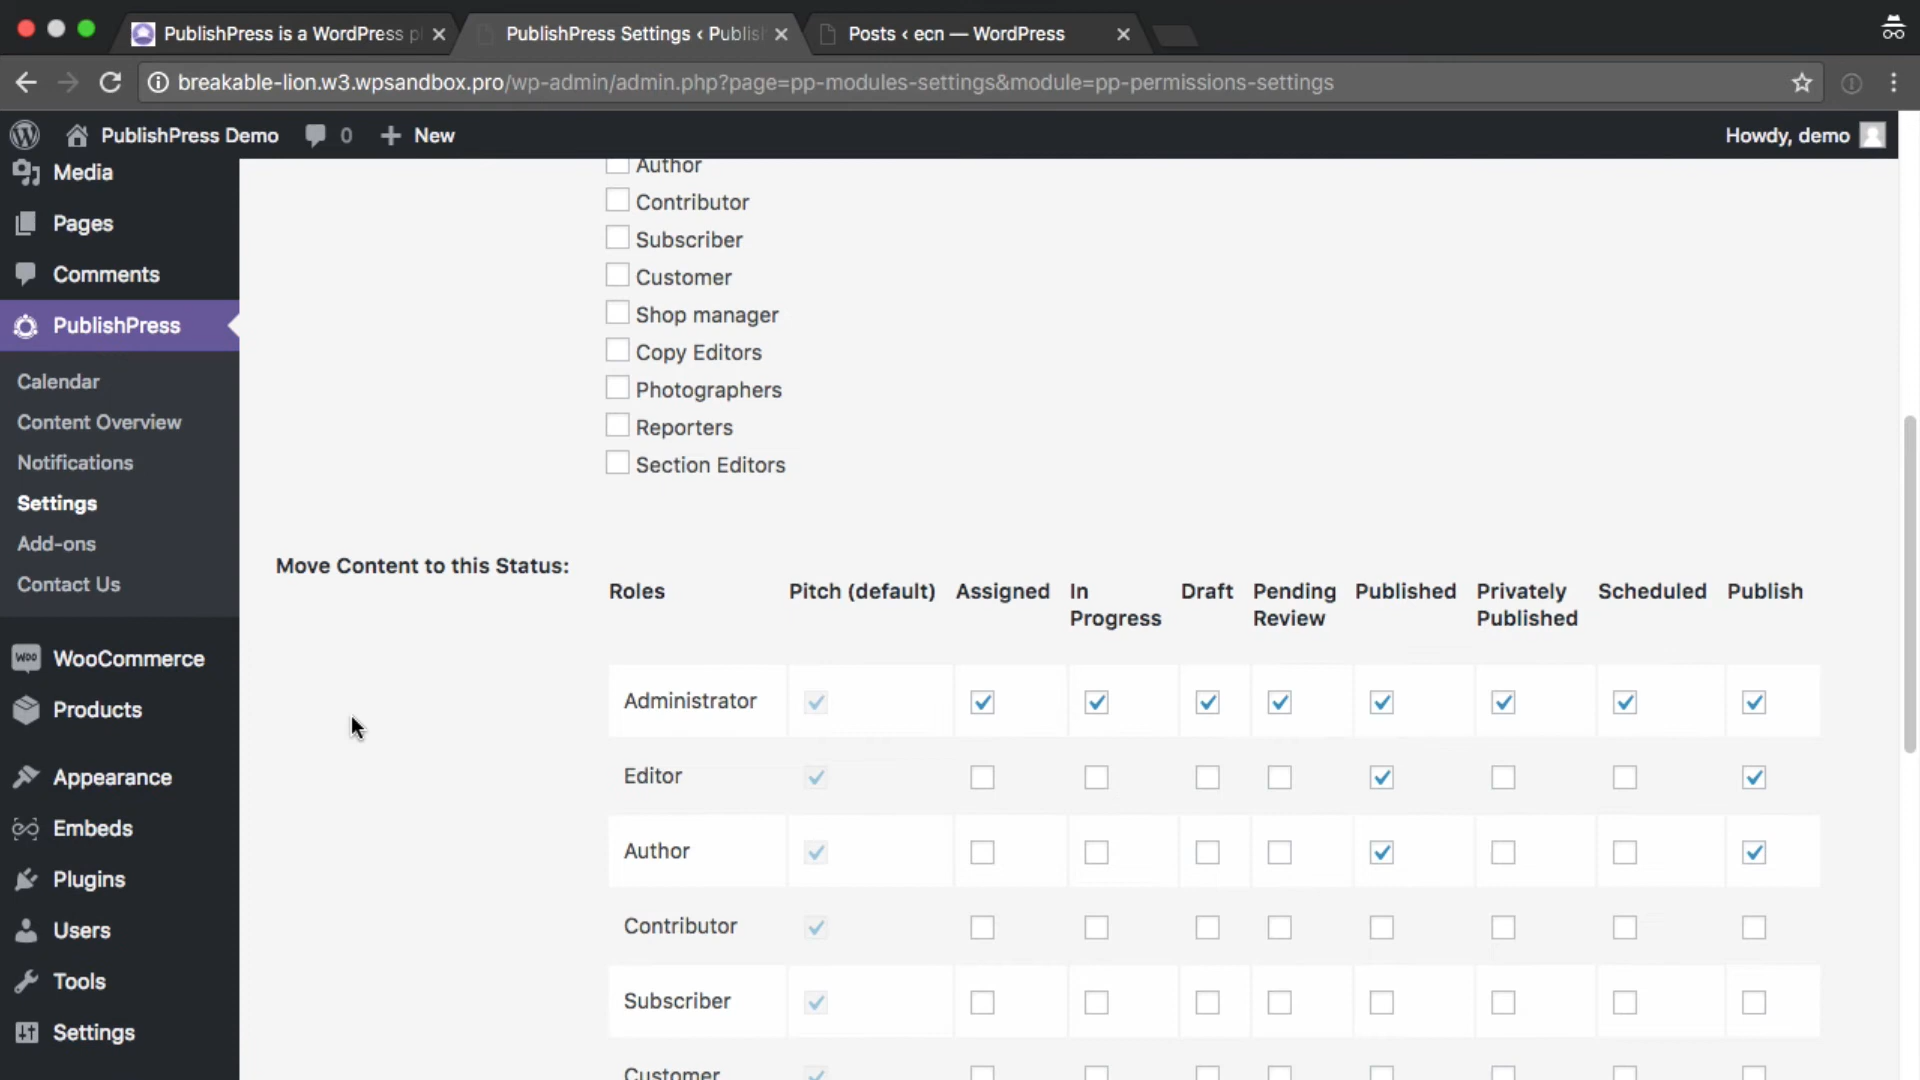 PublishPress is a WordPress p
PublishPress Settings ‹ Publis
Posts ‹ ecn — WordPress
breakable-lion.w3.wpsandbox.pro/wp-admin/admin.php?page=pp-modules-settings&module=pp-permissions-settings
PublishPress Demo
0
New
Howdy, demo
Media
Pages
Comments
PublishPress
Calendar
Content Overview
Notifications
Settings
Add-ons
Contact Us
WooCommerce
Products
Appearance
Embeds
Plugins
Users
Tools
Settings
Author
Contributor
Subscriber
Customer
Shop manager
Copy Editors
Photographers
Reporters
Section Editors
Move Content to this Status:
Roles Pitch (default) Assigned In Progress Draft Pending Review Published Privately Published Scheduled Publish
Administrator
Editor
Author
Contributor
Subscriber
Customer